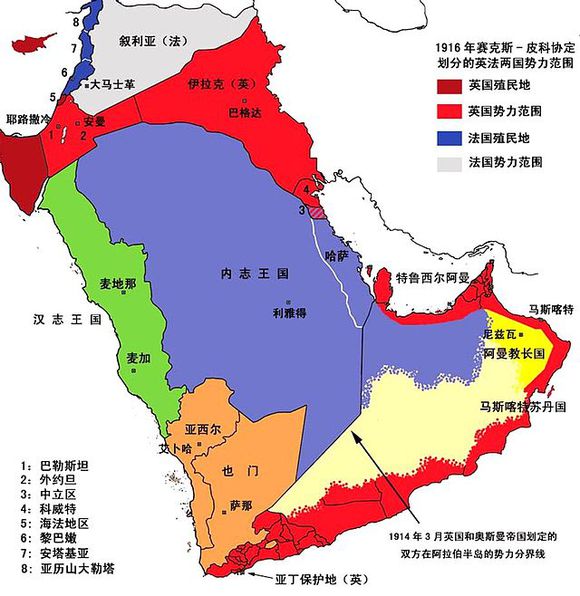 8
叙利亚（法）
7
6
大马士革
5
伊拉克（英）
巴格达
耶路撒冷
安曼
1
2
1916 年赛克斯－皮科协定
划分的英法两国势力范围
英国殖民地
英国势力范围
法国殖民地
法国势力范围
4
3
哈萨
麦地那
内志王国
特鲁西尔阿曼
汉志王国
利雅得
马斯喀特
尼兹瓦
阿曼教长国
麦加
马斯喀特苏丹国
亚西尔
艾卜哈
也门
萨那
1：巴勒斯坦
2：外约旦
3：中立区
4：科威特
5：海法地区
6：黎巴嫩
7：安塔基亚
8：亚历山大勒塔
1914 年 3 月英国和奥斯曼帝国划定的
双方在阿拉伯半岛的势力分界线
亚丁保护地（英）